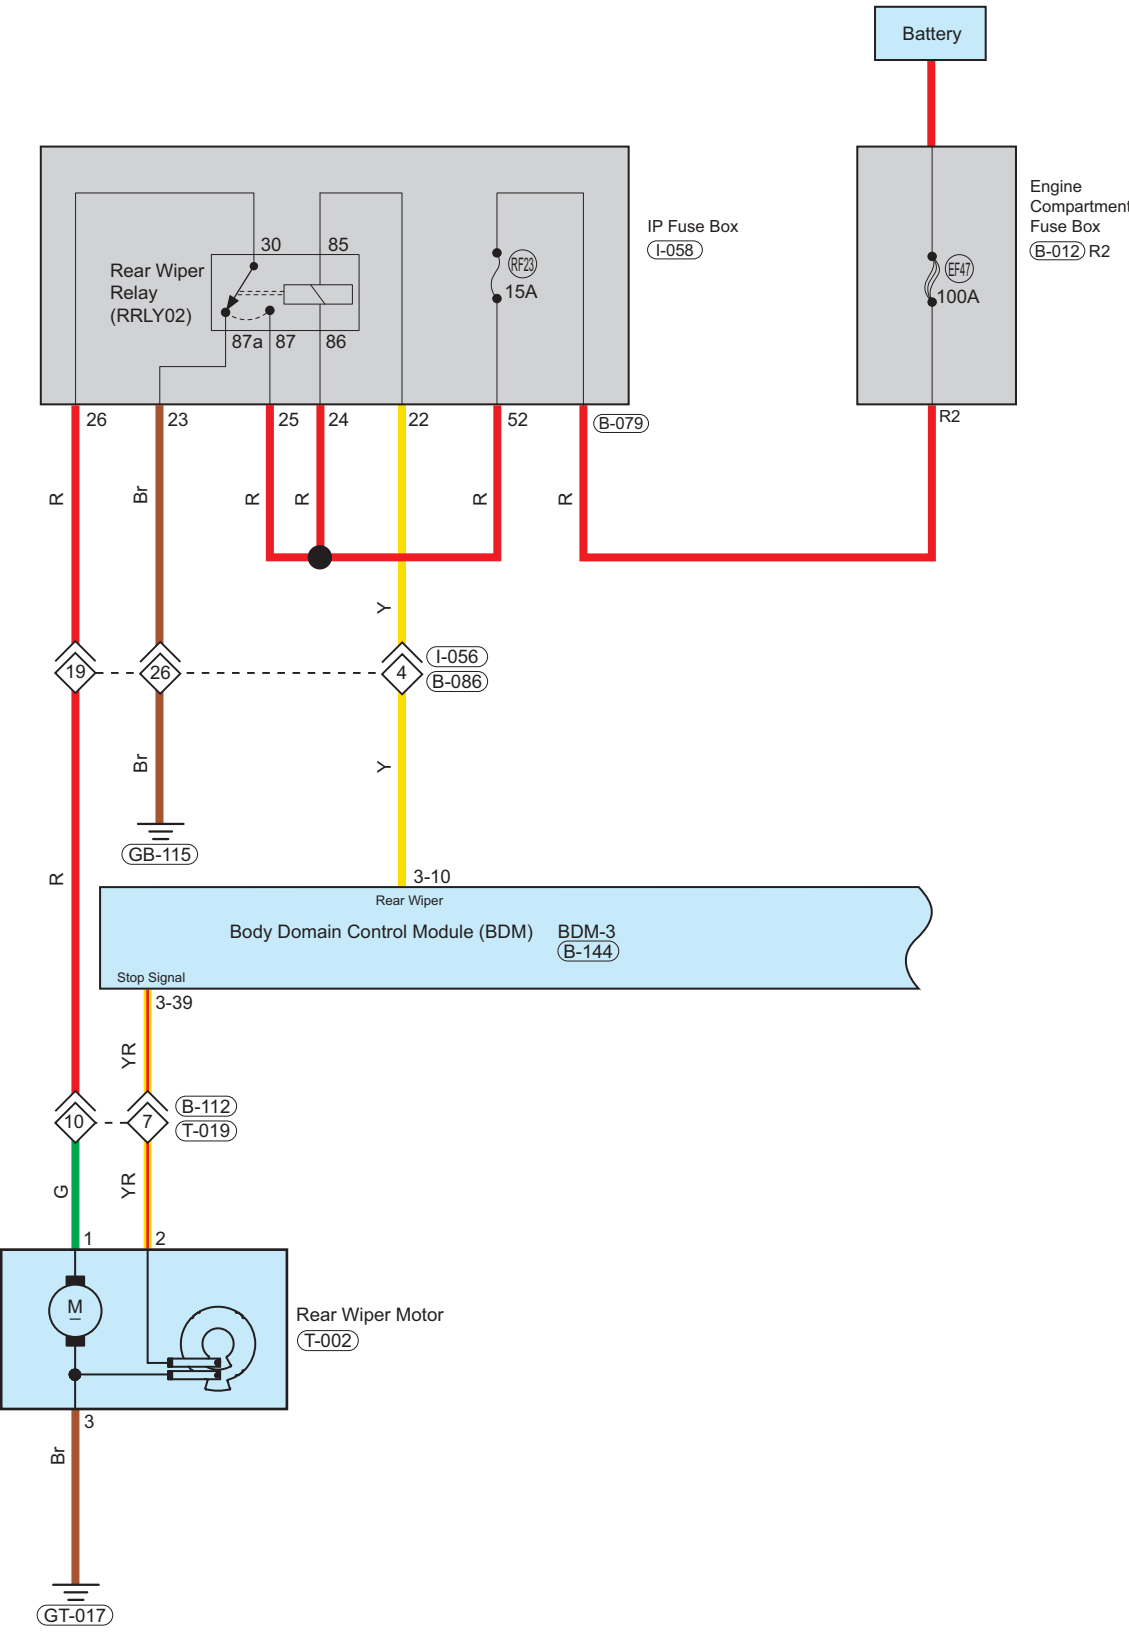 Battery
Engine
Compartment
Fuse Box
B-012 R2
EF47
100A
R2
IP Fuse Box
I-058
30
85
Rear Wiper
Relay
(RRLY02)
87a
87
86
RF23
15A
26
23
25
24
22
52
B-079
R
Br
R
R
R
R
Y
19
26
4
I-056
B-086
Br
Y
GB-115
R
3-10
Rear Wiper
Body Domain Control Module (BDM)
BDM-3
B-144
Stop Signal
3-39
YR
10
7
B-112
T-019
G
YR
1
2
M
Rear Wiper Motor
T-002
3
Br
GT-017